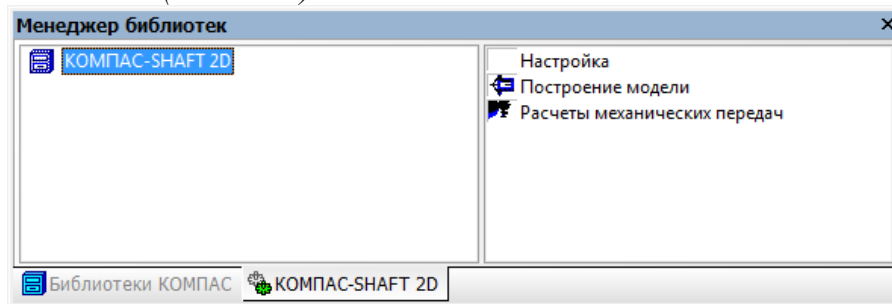 Менеджер библиотек
КОМПАС-SHAFT 2D
Настройка
Построение модели
Расчеты механических передач
Библиотеки КОМПАС
КОМПАС-SHAFT 2D